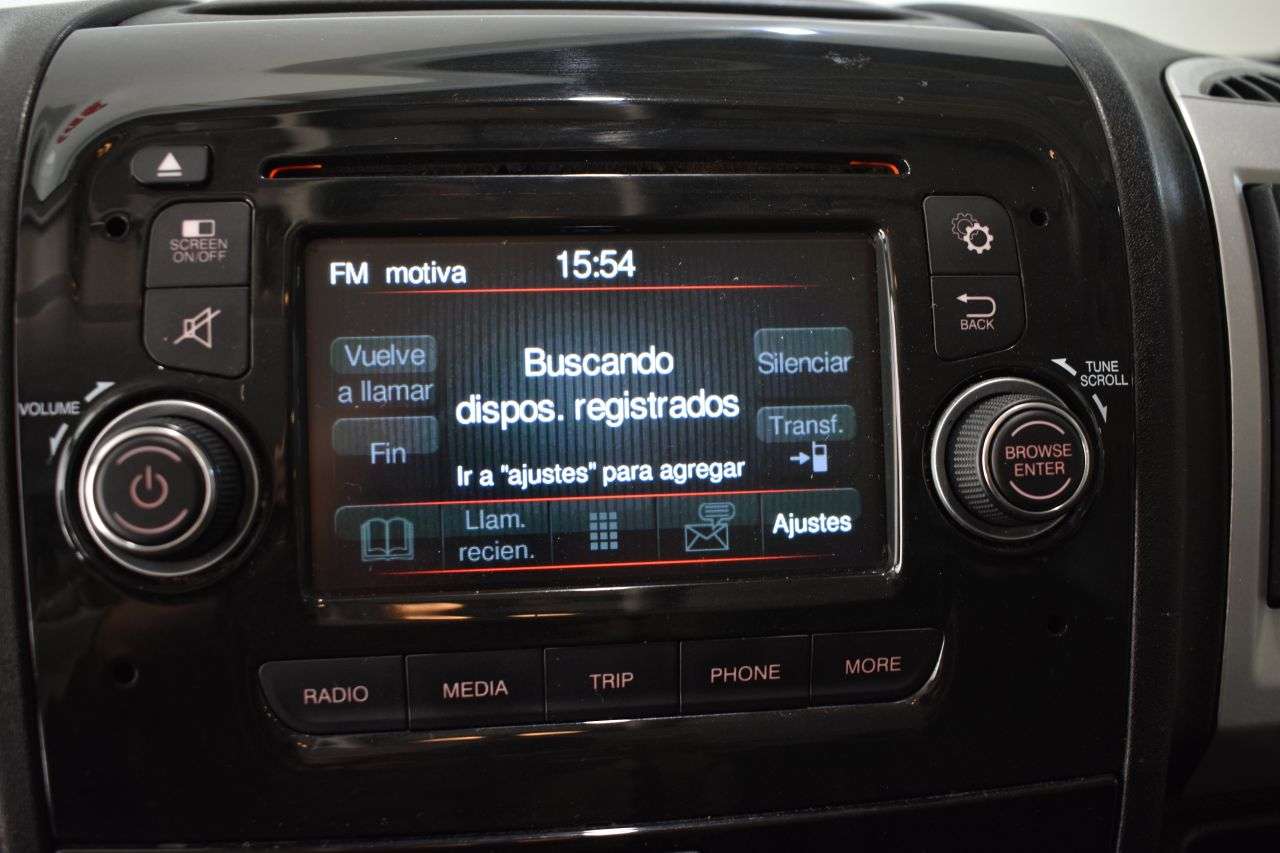 SCREEN
ON/OFF
VOLUME
FM motiva 15:54
Vuelve
a llamar
Fin
Buscando
dispos. registrados
Ir a "ajustes" para agregar
Silenciar
Transf.
Llam.
recien.
Ajustes
BACK
TUNE
SCROLL
BROWSE
ENTER
RADIO
MEDIA
TRIP
PHONE
MORE